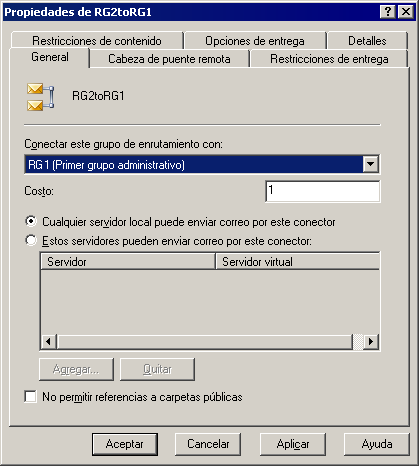 Propiedades de RG2toRG1
Restricciones de contenido Opciones de entrega Detalles
General Cabeza de puente remota Restricciones de entrega
RG2toRG1
Conectar este grupo de enrutamiento con:
RG1 (Primer grupo administrativo)
Costo: 1
Cualquier servidor local puede enviar correo por este conector
Estos servidores pueden enviar correo por este conector:
Servidor Servidor virtual
Agregar... Quitar
No permitir referencias a carpetas públicas
Aceptar Cancelar Aplicar Ayuda